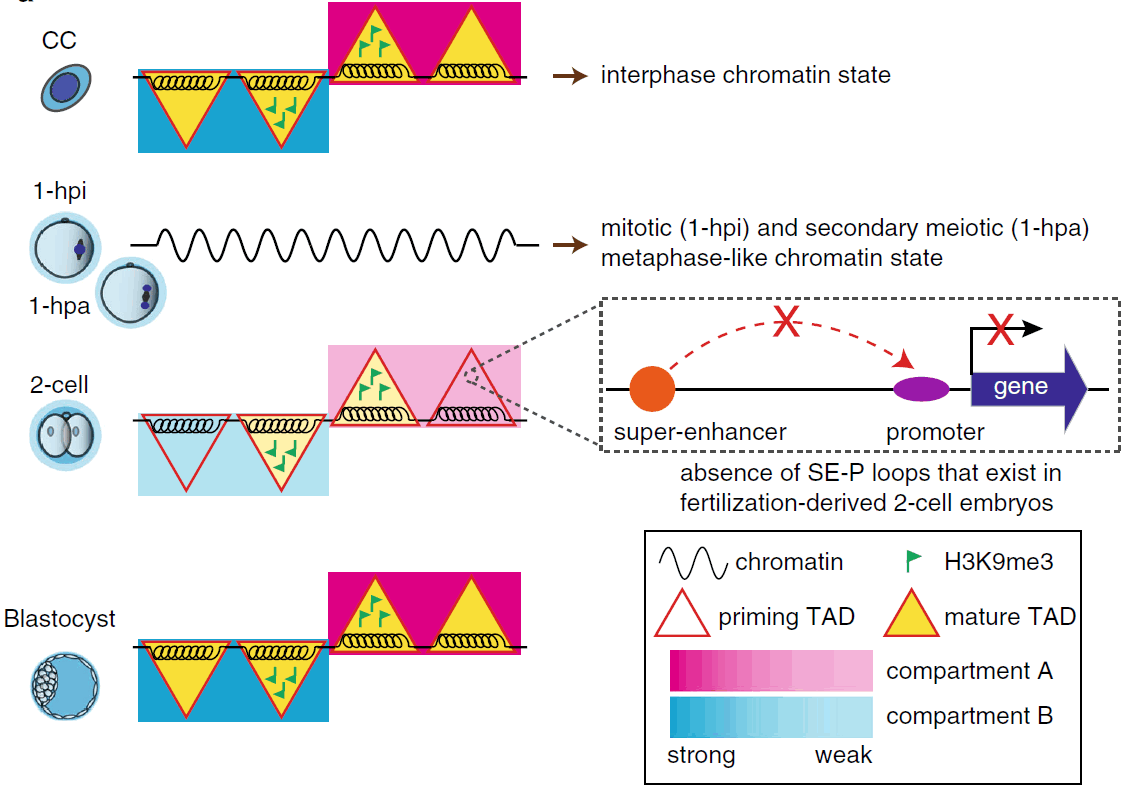 CC
interphase chromatin state
1-hpi
1-hpa
mitotic (1-hpi) and secondary meiotic (1-hpa)
metaphase-like chromatin state
2-cell
X
X
gene
super-enhancer
promoter
absence of SE-P loops that exist in
fertilization-derived 2-cell embryos
Blastocyst
chromatin
H3K9me3
priming TAD
mature TAD
compartment A
compartment B
strong
weak